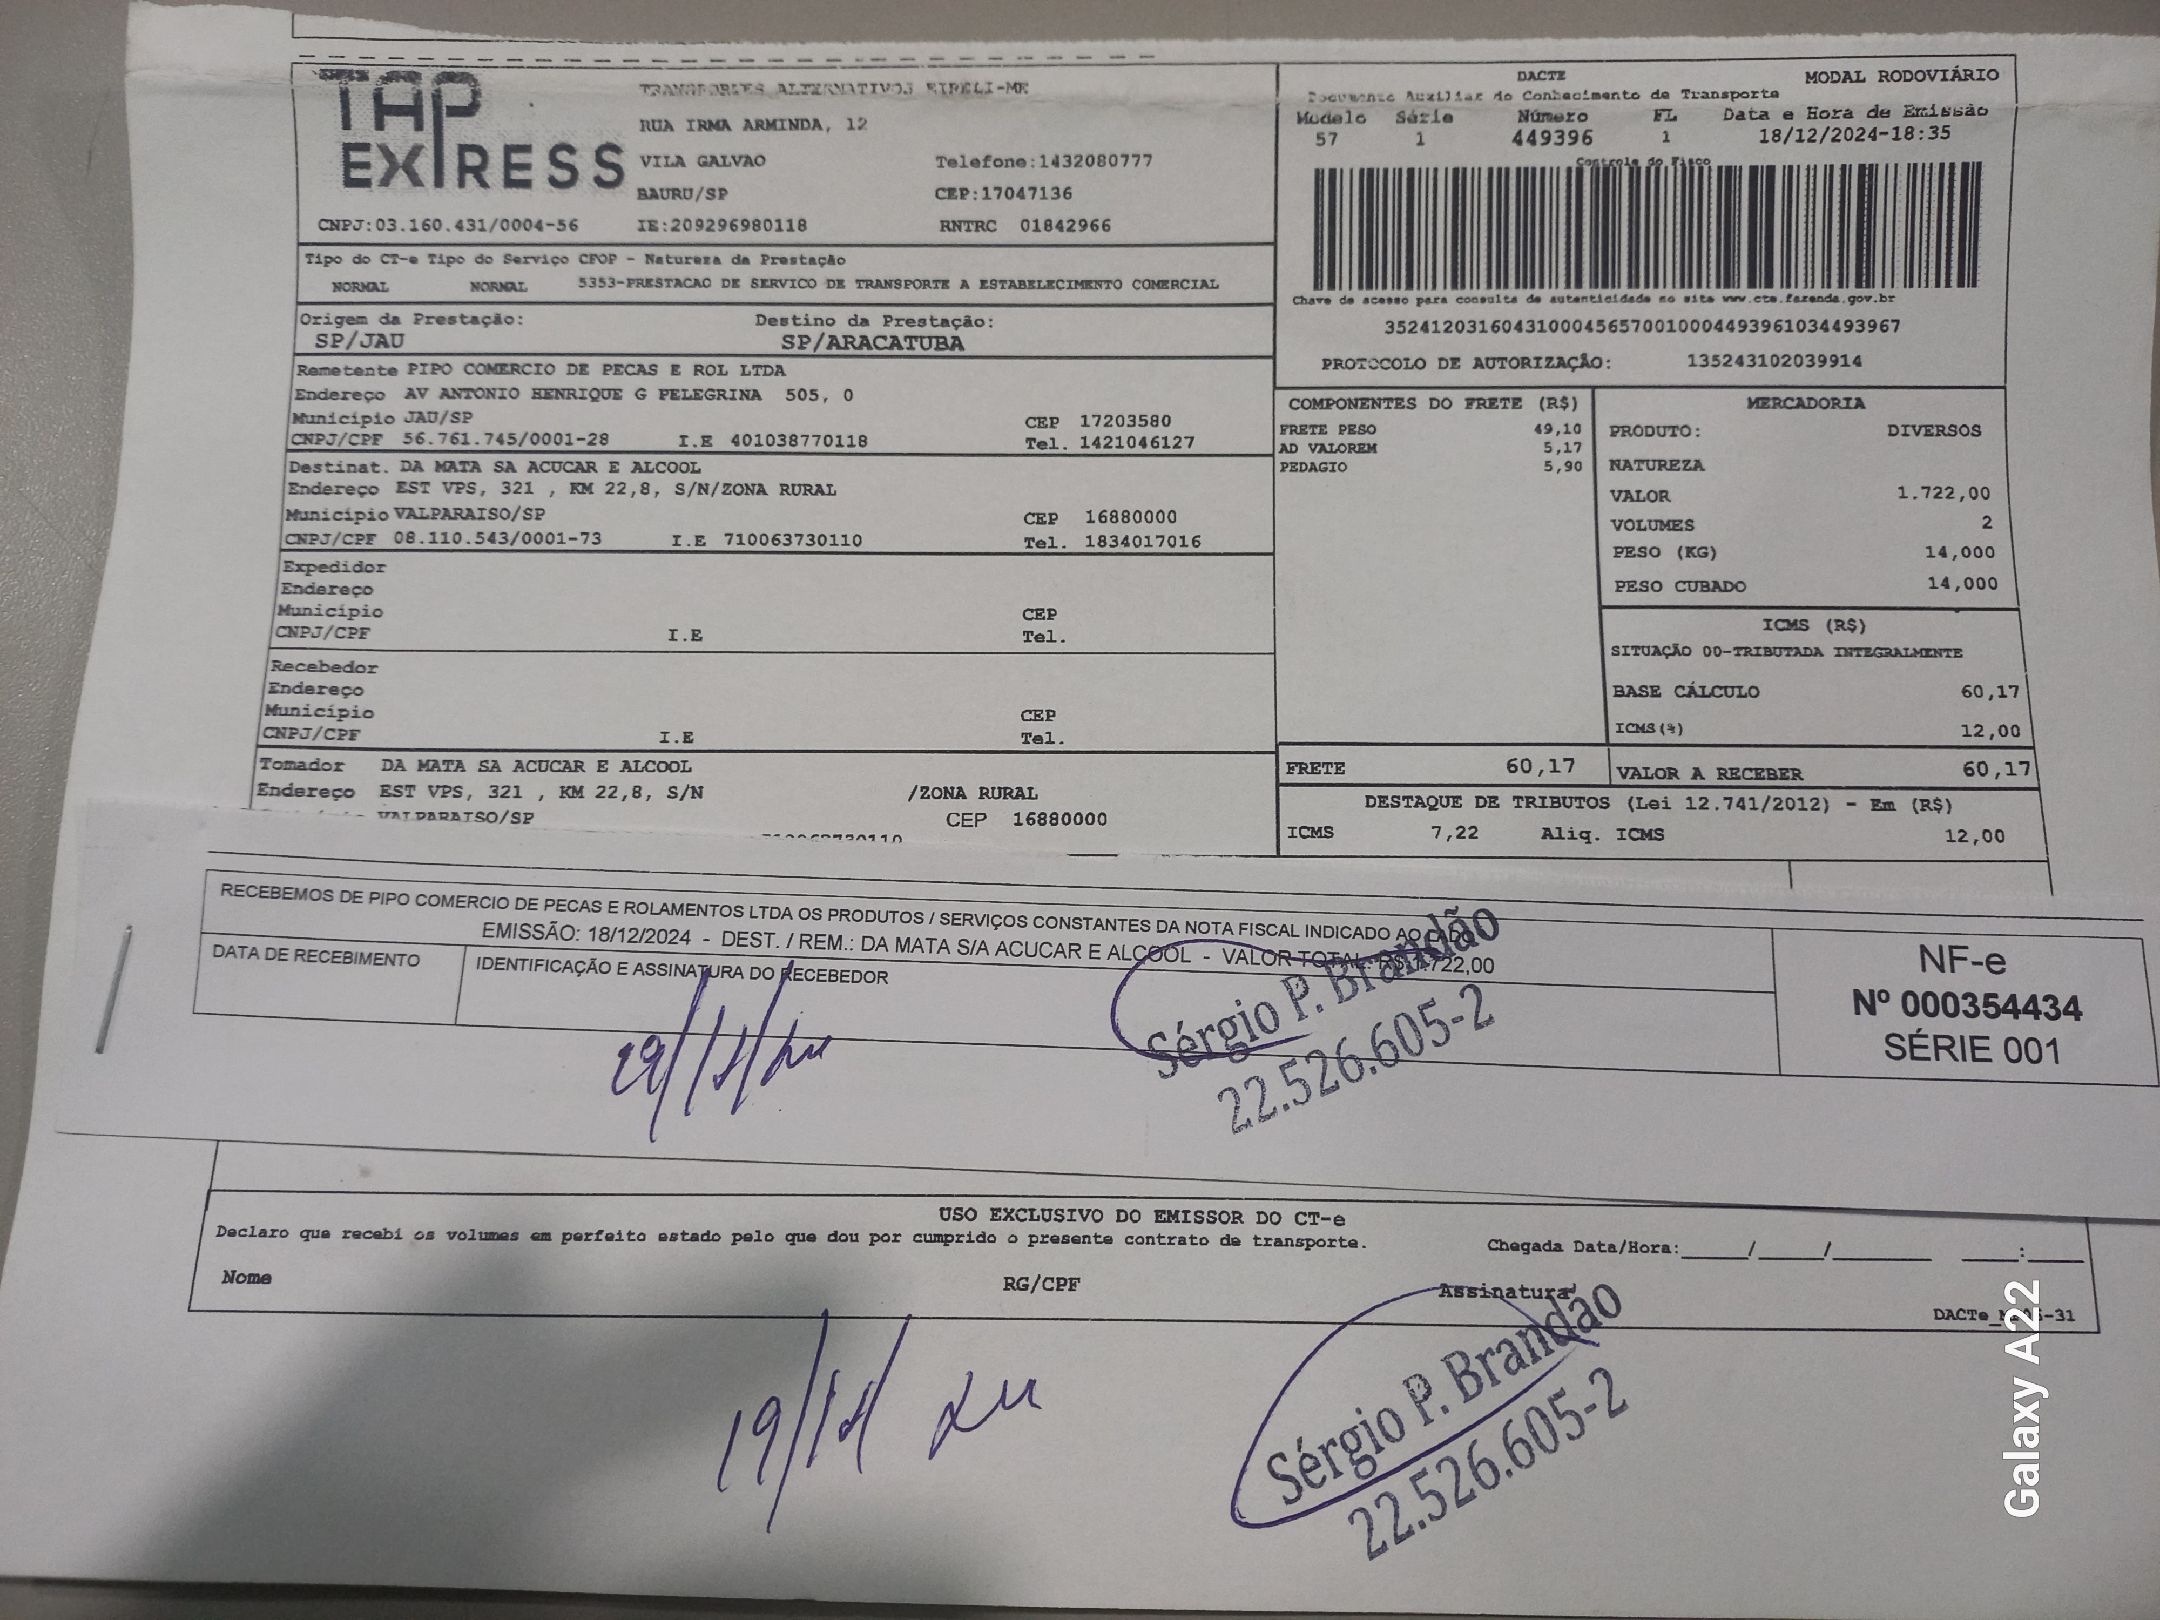 TAP EXPRESS
TRANSPORTES ALTERNATIVOS EIRELI-ME
RUA IRMA ARMINDA, 12
VILA GALVAO Telefone:1432080777
BAURU/SP CEP:17047136
CNPJ:03.160.431/0004-56 IE:209296980118 RNTRC 01842966
DACTE MODAL RODOVIÁRIO
Documento Auxiliar do Conhecimento de Transporte
Modelo Série Número FL Data e Hora de Emissão
57 1 449396 1 18/12/2024-18:35
Controle do Fisco
Chave de acesso para consulta de autenticidade no site www.cte.fazenda.gov.br
35241203160431000456570010004493961034493967
PROTOCOLO DE AUTORIZAÇÃO: 135243102039914
Tipo do CT-e Tipo do Serviço CFOP - Natureza da Prestação
NORMAL NORMAL 5353-PRESTACAO DE SERVICO DE TRANSPORTE A ESTABELECIMENTO COMERCIAL
Origem da Prestação: Destino da Prestação:
SP/JAU SP/ARACATUBA
Remetente PIPO COMERCIO DE PECAS E ROL LTDA
Endereço AV ANTONIO HENRIQUE G PELEGRINA 505, 0
Município JAU/SP CEP 17203580
CNPJ/CPF 56.761.745/0001-28 I.E 401038770118 Tel. 1421046127
Destinat. DA MATA SA ACUCAR E ALCOOL
Endereço EST VPS, 321 , KM 22,8, S/N/ZONA RURAL
Município VALPARAISO/SP CEP 16880000
CNPJ/CPF 08.110.543/0001-73 I.E 710063730110 Tel. 1834017016
Expedidor
Endereço
Município CEP
CNPJ/CPF I.E Tel.
Recebedor
Endereço
Município CEP
CNPJ/CPF I.E Tel.
Tomador DA MATA SA ACUCAR E ALCOOL
Endereço EST VPS, 321 , KM 22,8, S/N /ZONA RURAL
VALPARAISO/SP CEP 16880000
710063730110
COMPONENTES DO FRETE (R$)
FRETE PESO 49,10
AD VALOREM 5,17
PEDAGIO 5,90
MERCADORIA
PRODUTO: DIVERSOS
NATUREZA
VALOR 1.722,00
VOLUMES 2
PESO (KG) 14,000
PESO CUBADO 14,000
ICMS (R$)
SITUAÇÃO 00-TRIBUTADA INTEGRALMENTE
BASE CÁLCULO 60,17
ICMS(%) 12,00
FRETE 60,17 VALOR A RECEBER 60,17
DESTAQUE DE TRIBUTOS (Lei 12.741/2012) - Em (R$)
ICMS 7,22 Aliq. ICMS 12,00
RECEBEMOS DE PIPO COMERCIO DE PECAS E ROLAMENTOS LTDA OS PRODUTOS / SERVIÇOS CONSTANTES DA NOTA FISCAL INDICADO AO LADO
EMISSÃO: 18/12/2024 - DEST. / REM.: DA MATA S/A ACUCAR E ALCOOL - VALOR TOTAL: R$ 1.722,00
DATA DE RECEBIMENTO IDENTIFICAÇÃO E ASSINATURA DO RECEBEDOR
NF-e
Nº 000354434
SÉRIE 001
Sérgio P. Brandão
22.526.605-2
USO EXCLUSIVO DO EMISSOR DO CT-e
Declaro que recebi os volumes em perfeito estado pelo que dou por cumprido o presente contrato de transporte. Chegada Data/Hora:____/____/______ ___:___
Nome RG/CPF Assinatura
Sérgio P. Brandão
22.526.605-2
Galaxy A22